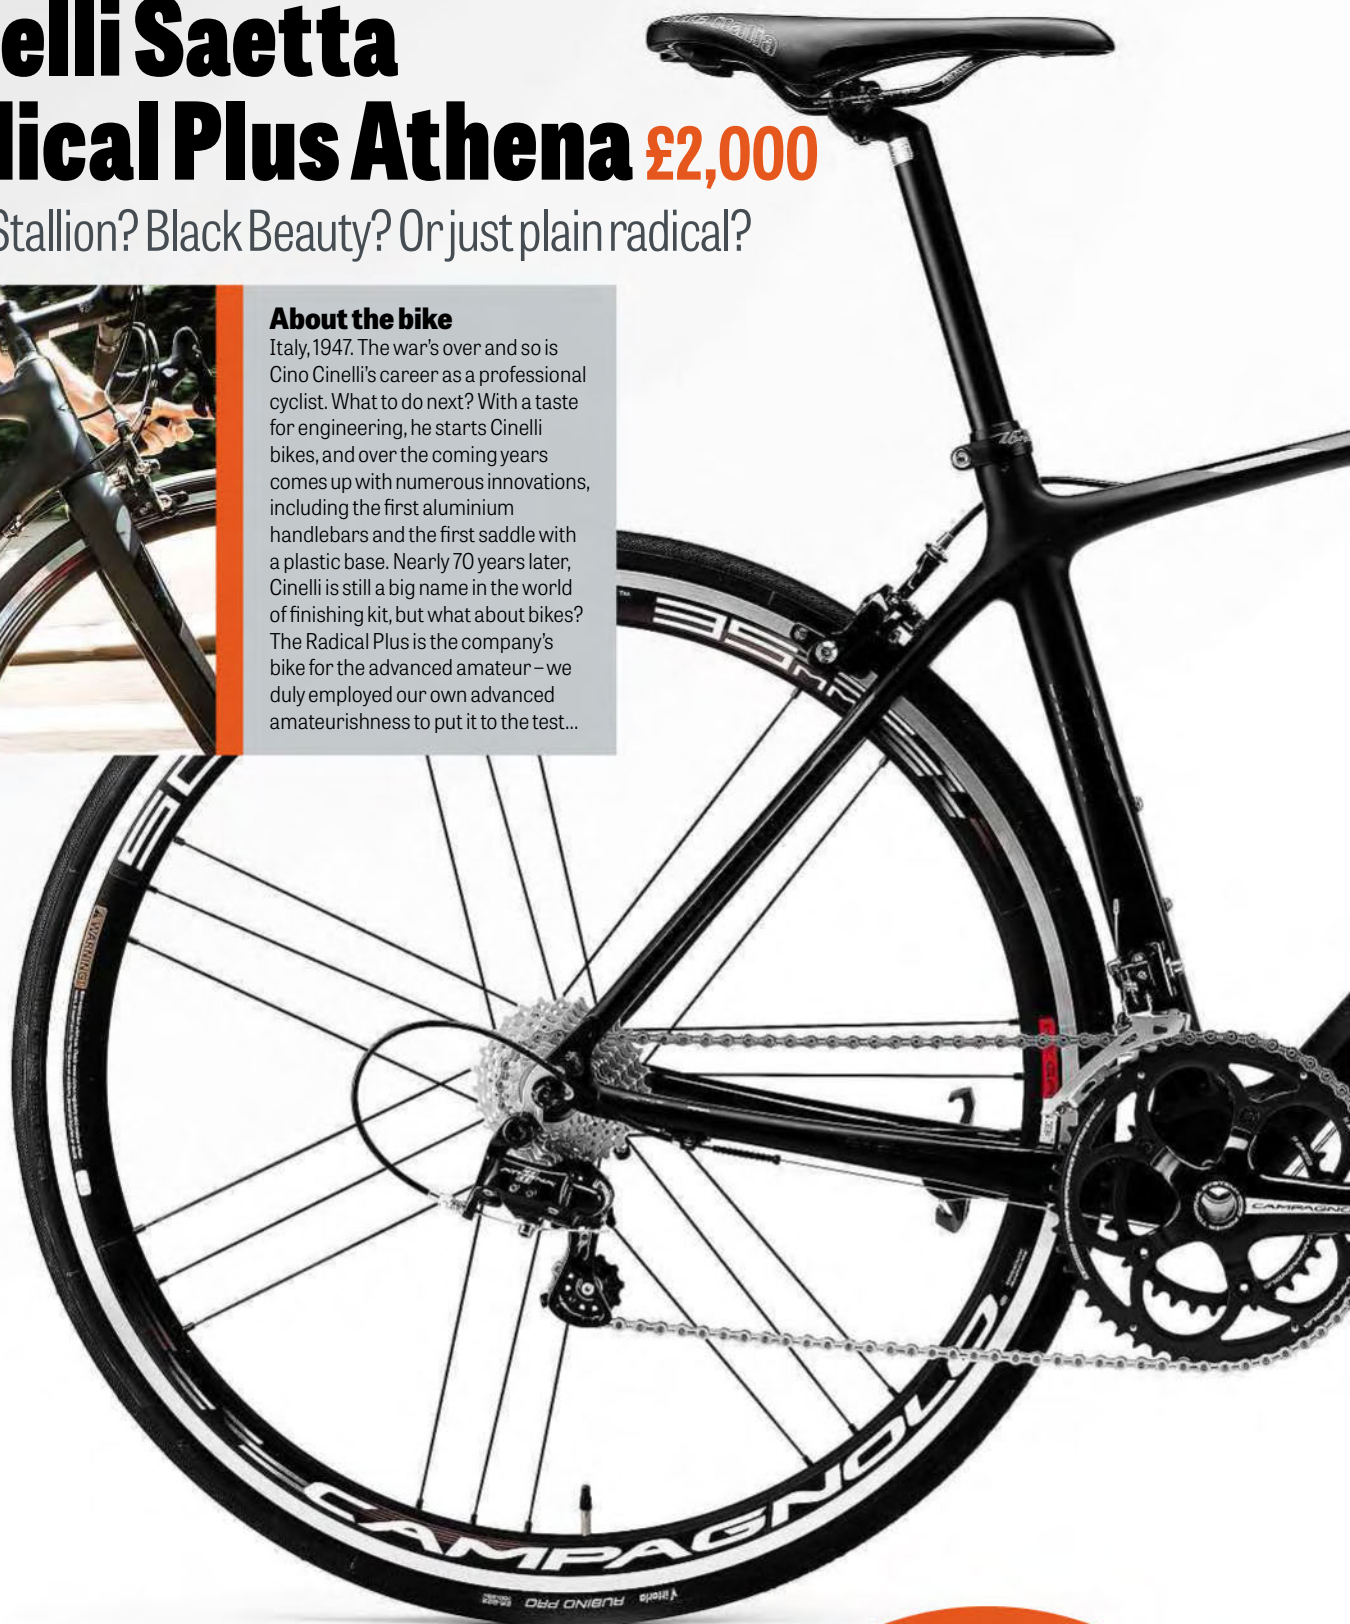 elli Saetta
ical Plus Athena £2,000
Stallion? Black Beauty? Or just plain radical?
About the bike
Italy, 1947. The war's over and so is
Cino Cinelli's career as a professional
cyclist. What to do next? With a taste
for engineering, he starts Cinelli
bikes, and over the coming years
comes up with numerous innovations,
including the first aluminium
handlebars and the first saddle with
a plastic base. Nearly 70 years later,
Cinelli is still a big name in the world
of finishing kit, but what about bikes?
The Radical Plus is the company's
bike for the advanced amateur – we
duly employed our own advanced
amateurishness to put it to the test...
35mm
WARNING!
CAMPAGNO
CAMPAGNOLO
Vittoria RUBINO PRO